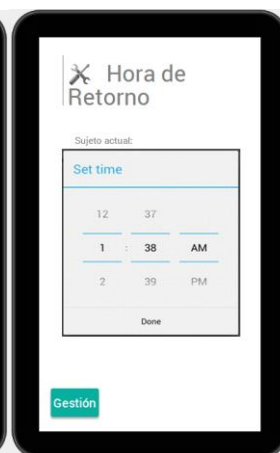 Hora de
Retorno
Sujeto actual:
Set time
12 37
1 : 38 AM
2 39 PM
Done
Gestión